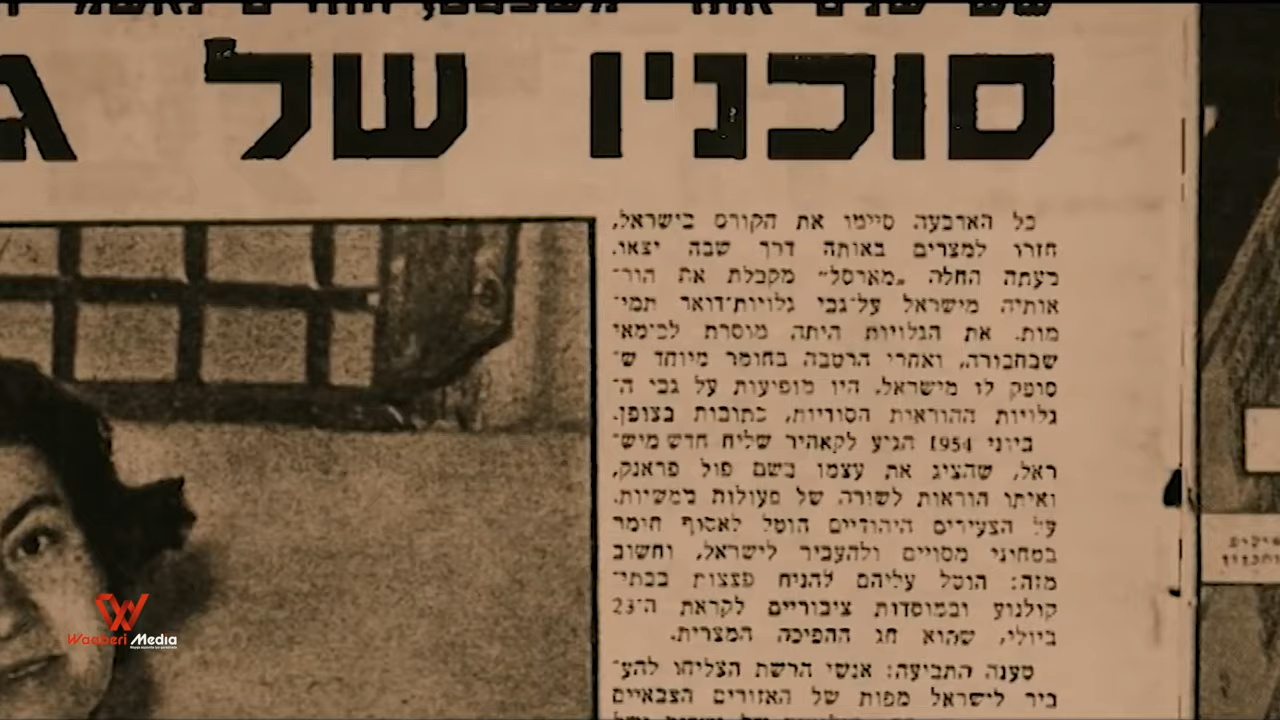 סוכניו של
כל הארבעה סיימו את הקורס בישראל,
חזרו למצרים באותה דרך שבה יצאו.
כעתה החלה „מארסל״ מקבלת את הור־
אותיה מישראל על־גבי גלויות־דואר תמי־
מות. את הגלויות היתה מוסרת לכימאי
שבחבורה, ואחרי הרטבה בחומר מיוחד ש־
סופק לו מישראל, היו מופיעות על גבי ה־
גלויות ההוראות הסודיות, כתובות בצופן.
ביוני 1954 הגיע לקאהיר שליח חדש מיש־
ראל, שהציג את עצמו בשם פול פראנק,
ואיתו הוראות לשורה של פעולות ממשיות.
על הצעירים היהודיים הוטל לאסוף חומר
בטחוני מסויים ולהעביר לישראל, וחשוב
מזה: הוטל עליהם להניח פצצות בבתי־
קולנוע ובמוסדות ציבוריים לקראת ה־23
ביולי, שהוא חג ההפיכה המצרית.
טענה התביעה: אנשי הרשת הצליחו להע־
ביר לישראל מפות של האזורים הצבאיים
Waaberi Media